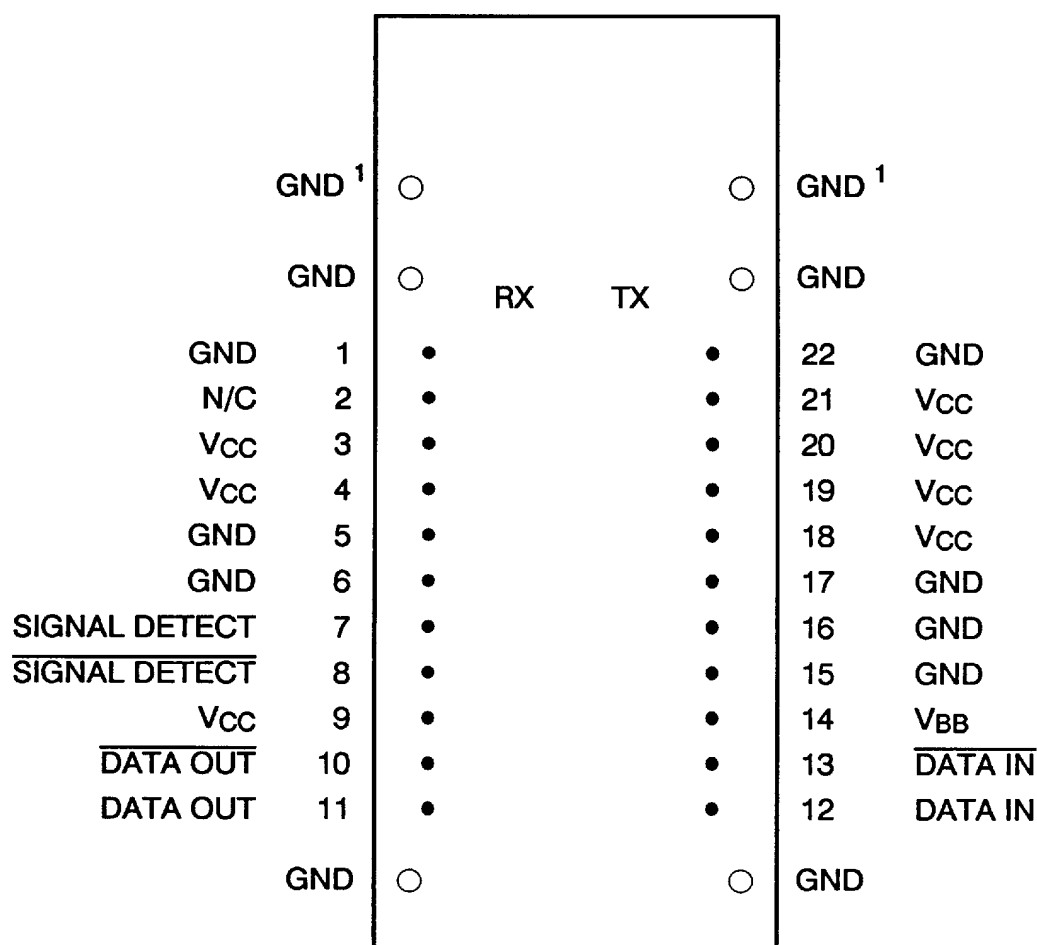 GND 1 GND 1
GND GND
RX TX
GND 1 22 GND
N/C 2 21 VCC
VCC 3 20 VCC
VCC 4 19 VCC
GND 5 18 VCC
GND 6 17 GND
SIGNAL DETECT 7 16 GND
SIGNAL DETECT 8 15 GND
VCC 9 14 VBB
DATA OUT 10 13 DATA IN
DATA OUT 11 12 DATA IN
GND GND